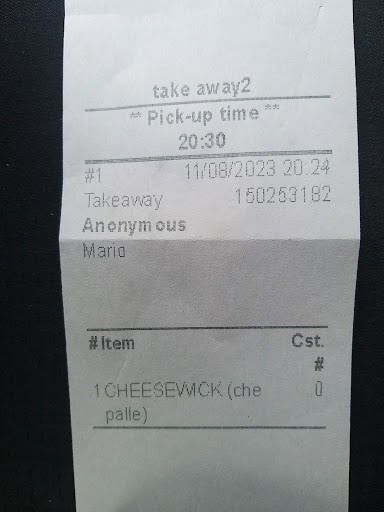 take away2
** Pick-up time **
20:30
#1 11/08/2023 20:24
Takeaway 150253182
Anonymous
Maria
#Item Cst.
#
1 CHEESEWICK (che 0
palle)